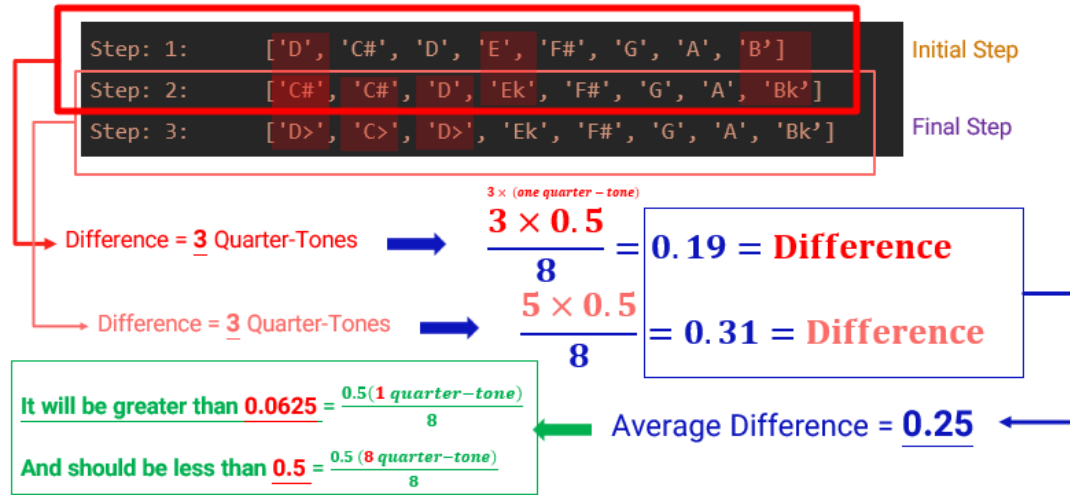 Step: 1: ['D', 'C#', 'D', 'E', 'F#', 'G', 'A', 'B’]
Initial Step
Step: 2: ['C#', 'C#', 'D', 'Ek', 'F#', 'G', 'A', 'Bk’]
Step: 3: ['D>', 'C>', 'D>', 'Ek', 'F#', 'G', 'A', 'Bk’]
Final Step
3 × (one quarter − tone)
Difference = 3 Quarter-Tones
3 × 0.5 / 8 = 0.19 = Difference
Difference = 3 Quarter-Tones
5 × 0.5 / 8 = 0.31 = Difference
It will be greater than 0.0625 = 0.5(1 quarter−tone) / 8
And should be less than 0.5 = 0.5 (8 quarter−tone) / 8
Average Difference = 0.25